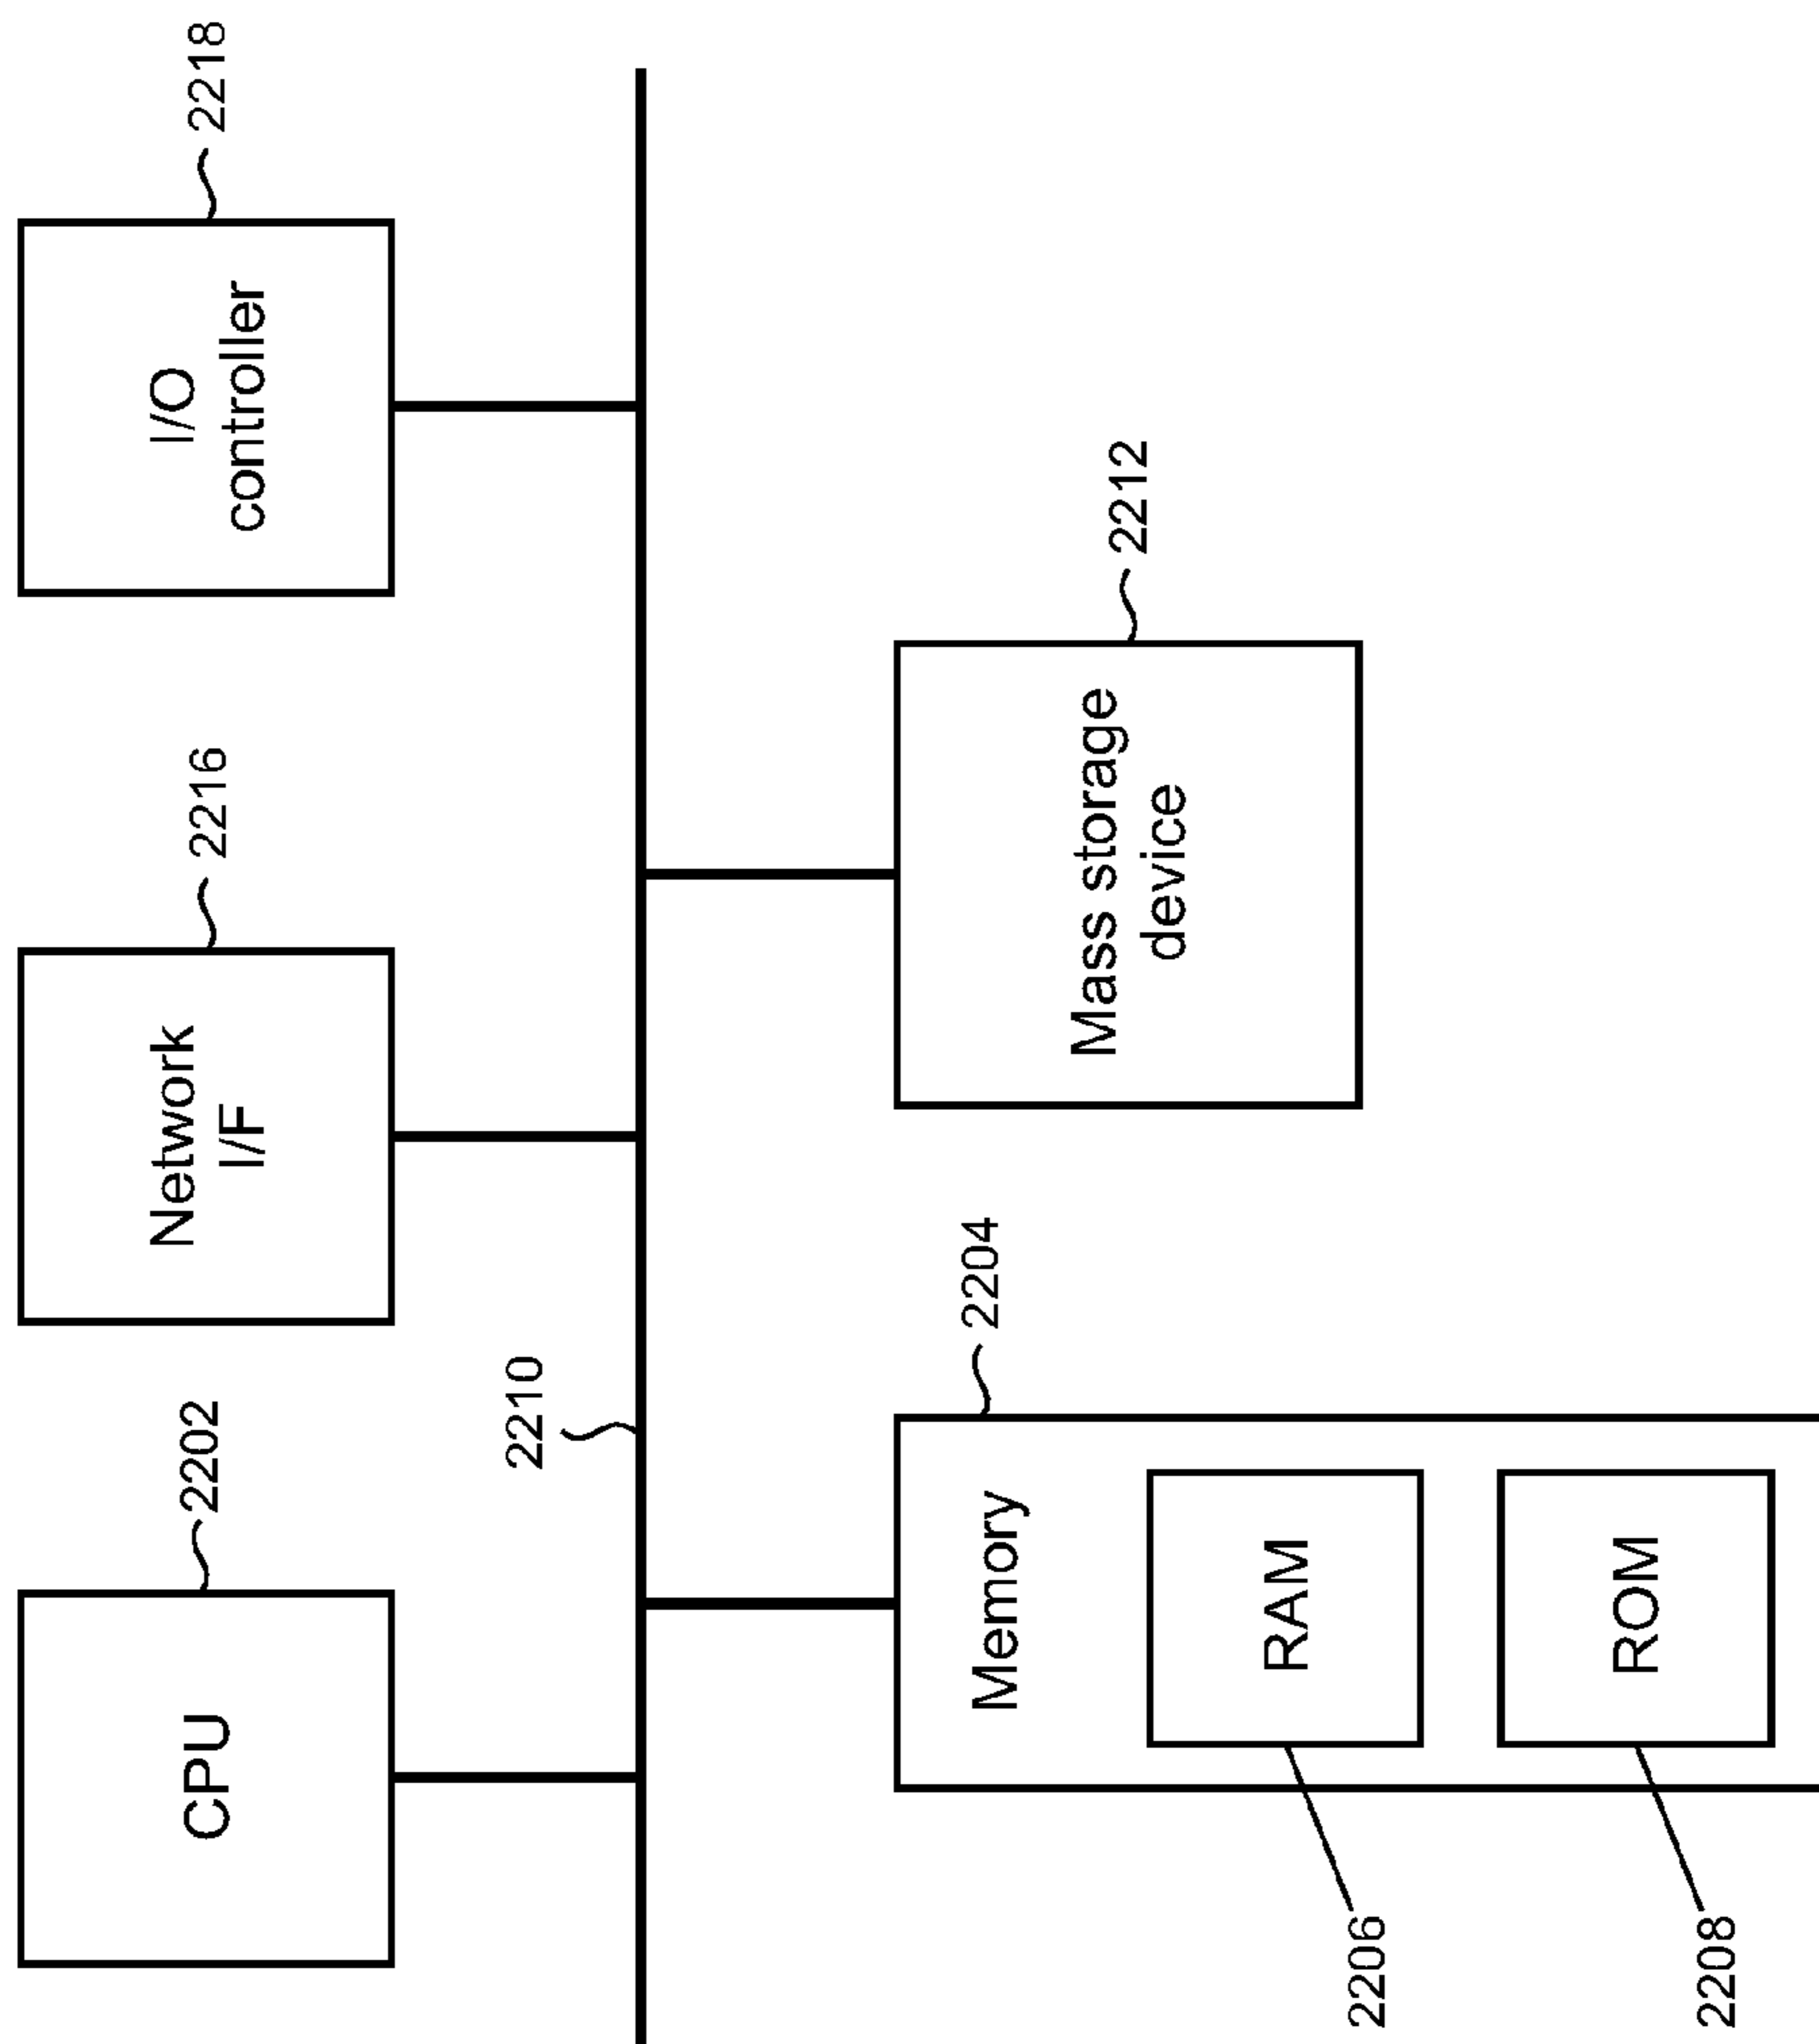 CPU
2202
Network
I/F
2216
I/O
controller
2218
2210
Memory
2204
RAM
2206
ROM
2208
Mass storage
device
2212